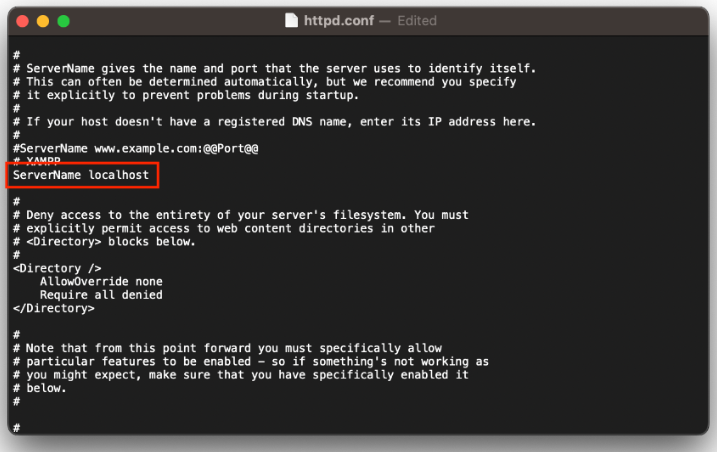 httpd.conf — Edited
#
# ServerName gives the name and port that the server uses to identify itself.
# This can often be determined automatically, but we recommend you specify
# it explicitly to prevent problems during startup.
#
# If your host doesn't have a registered DNS name, enter its IP address here.
#
#ServerName www.example.com:@@Port@@
# XAMPP
ServerName localhost
#
# Deny access to the entirety of your server's filesystem. You must
# explicitly permit access to web content directories in other
# <Directory> blocks below.
#
<Directory />
    AllowOverride none
    Require all denied
</Directory>
#
# Note that from this point forward you must specifically allow
# particular features to be enabled – so if something's not working as
# you might expect, make sure that you have specifically enabled it
# below.
#
#